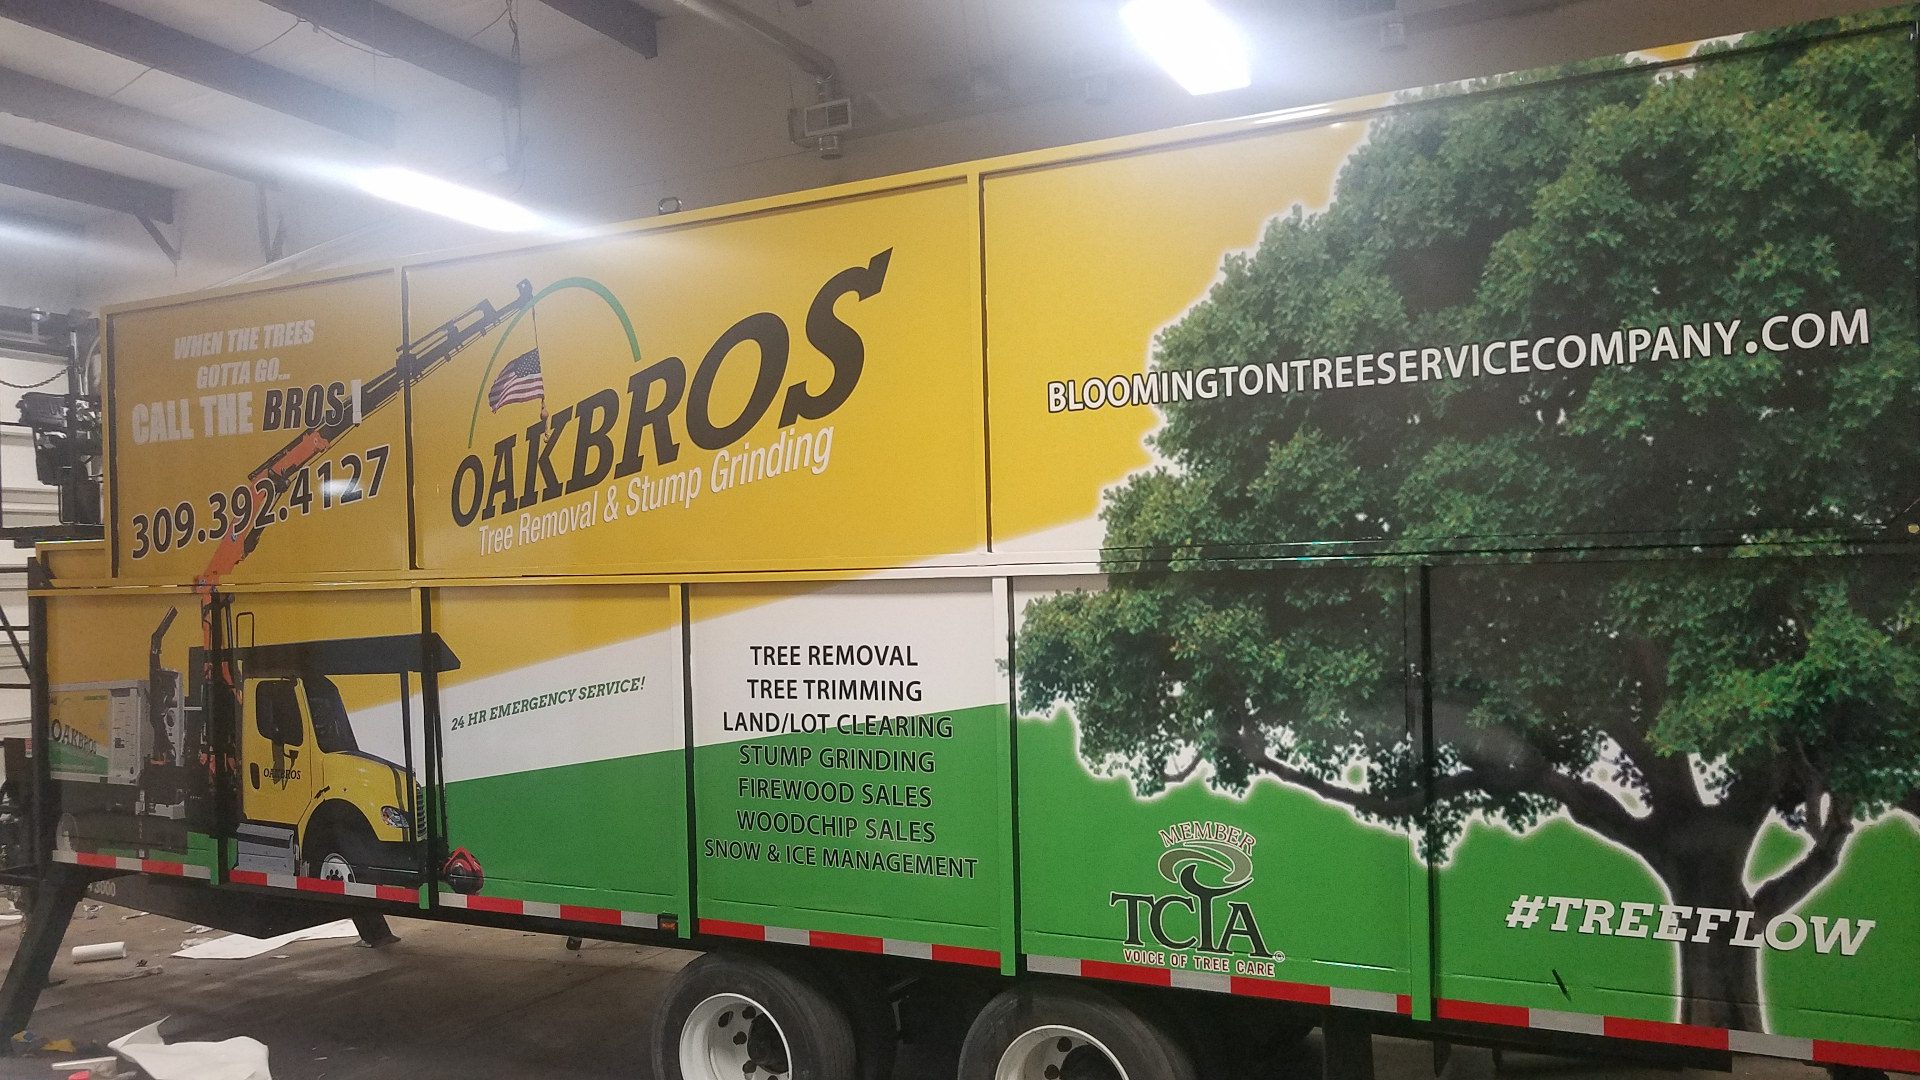 WHEN THE TREES
GOTTA GO...
CALL THE BROS!
309.392.4127
OAKBROS
Tree Removal & Stump Grinding
BLOOMINGTONTREESERVICECOMPANY.COM
OAKBROS
OAKBROS
24 HR EMERGENCY SERVICE!
TREE REMOVAL
TREE TRIMMING
LAND/LOT CLEARING
STUMP GRINDING
FIREWOOD SALES
WOODCHIP SALES
SNOW & ICE MANAGEMENT
MEMBER
TCIA
VOICE OF TREE CARE
#TREEFLOW